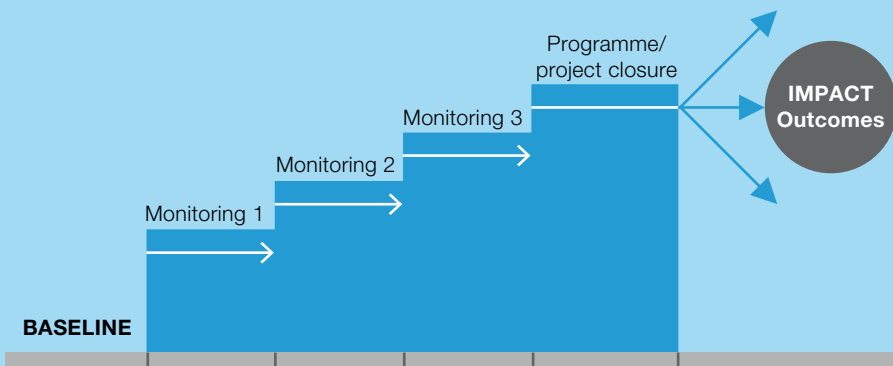 Programme/
project closure
IMPACT
Outcomes
Monitoring 3
Monitoring 2
Monitoring 1
BASELINE